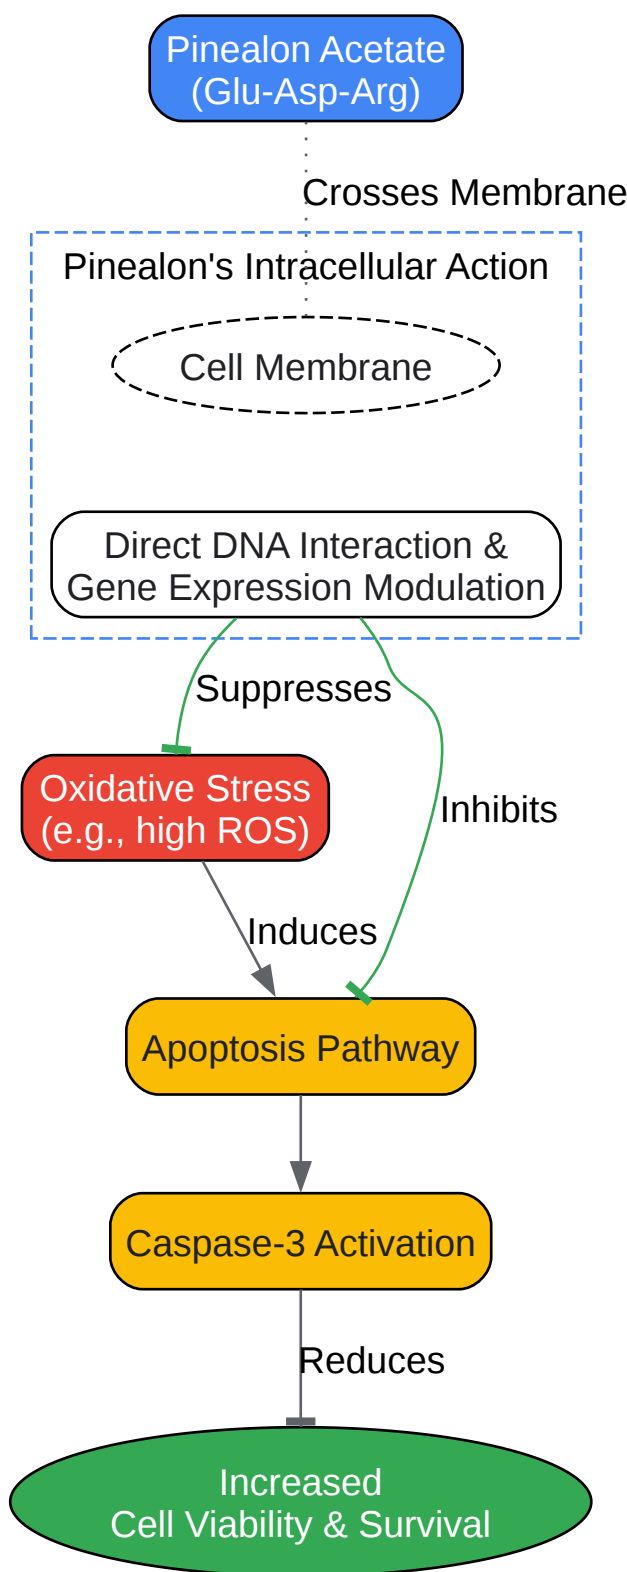 Pinealon Acetate
(Glu-Asp-Arg)
Crosses Membrane
Pinealon's Intracellular Action
Cell Membrane
Direct DNA Interaction &
Gene Expression Modulation
Suppresses
Oxidative Stress
(e.g., high ROS)
Inhibits
Induces
Apoptosis Pathway
Caspase-3 Activation
Reduces
Increased
Cell Viability & Survival